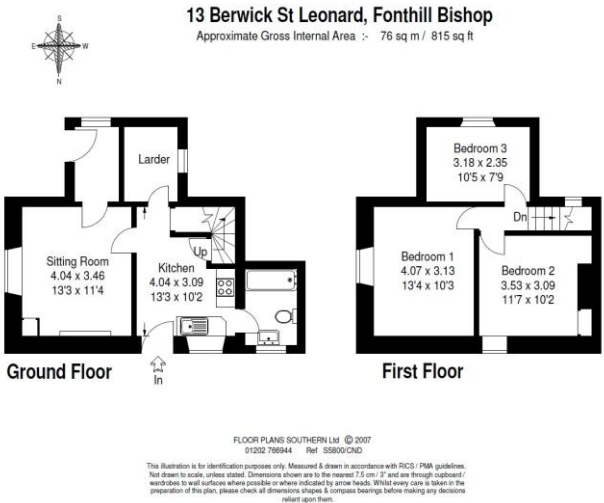 13 Berwick St Leonard, Fonthill Bishop
Approximate Gross Internal Area :- 76 sq m / 815 sq ft
S
E
W
N
Larder
Sitting Room
4.04 x 3.46
13'3 x 11'4
Kitchen
4.04 x 3.09
13'3 x 10'2
Up
In
Ground Floor
Bedroom 3
3.18 x 2.35
10'5 x 7'9
Dn
Bedroom 1
4.07 x 3.13
13'4 x 10'3
Bedroom 2
3.53 x 3.09
11'7 x 10'2
First Floor
FLOOR PLANS SOUTHERN Ltd © 2007
01202 766944 Ref S5800/CND
This illustration is for identification purposes only. Measured & drawn in accordance with RICS / PMA guidelines.
Not drawn to scale, unless stated. Dimensions shown are to the nearest 7.5 cm / 3" and are through cupboard /
wardrobes to wall surfaces where possible or where indicated by arrow heads. Whilst every care is taken in the
preparation of this plan, please check all dimensions shapes & compass bearings before making any decisions
reliant upon them.